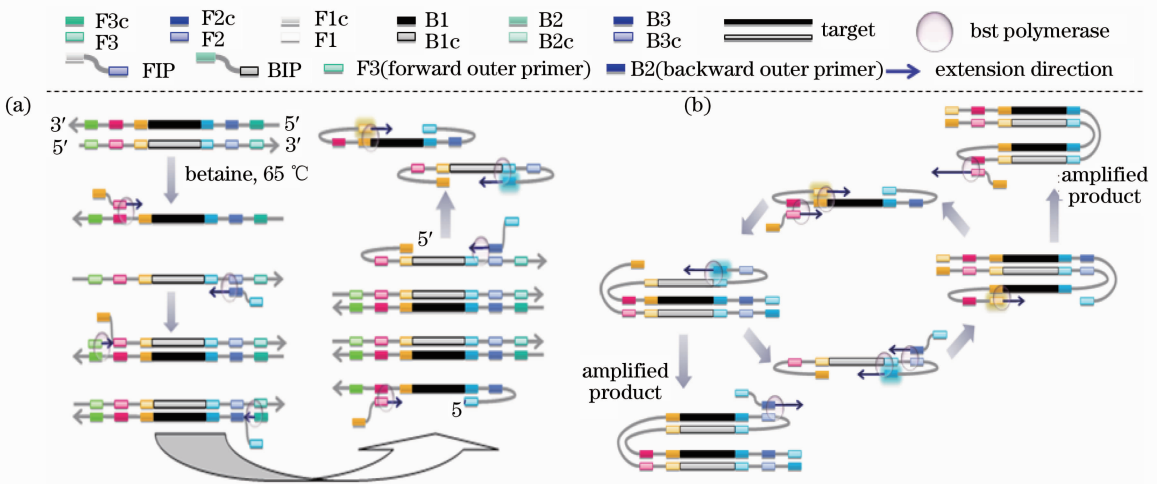 F3c F2c F1c B1 B2 B3 target bst polymerase
F3 F2 F1 B1c B2c B3c
FIP BIP F3(forward outer primer) B2(backward outer primer) extension direction
(a) (b)
3′ 5′
5′ 3′
betaine, 65 ℃
amplified
product
5′
amplified
product
5